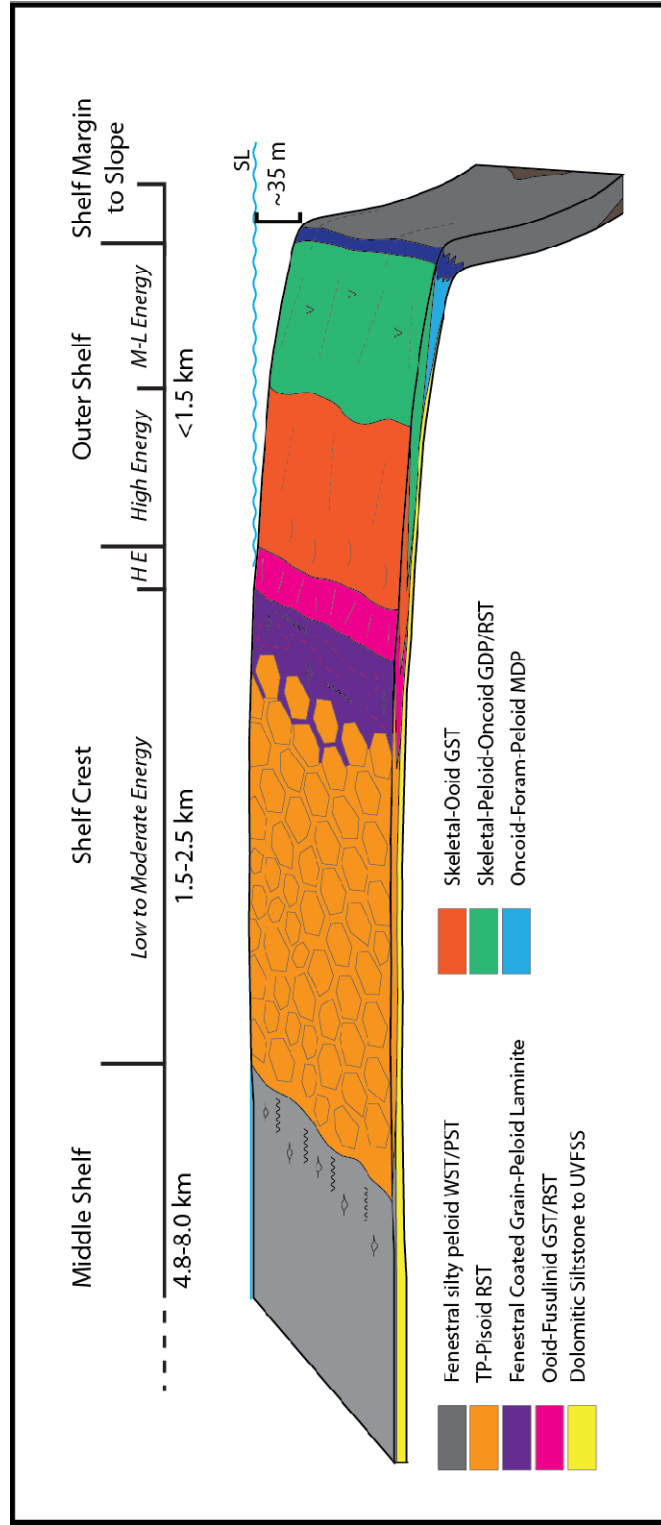 Middle Shelf
Shelf Crest
Outer Shelf
Shelf Margin
to Slope
Low to Moderate Energy
H E
High Energy
M-L Energy
4.8-8.0 km
1.5-2.5 km
<1.5 km
SL
~35 m
Fenestral silty peloid WST/PST
TP-Pisoid RST
Fenestral Coated Grain-Peloid Laminite
Ooid-Fusulinid GST/RST
Dolomitic Siltstone to UVFSS
Skeletal-Ooid GST
Skeletal-Peloid-Oncoid GDP/RST
Oncoid-Foram-Peloid MDP